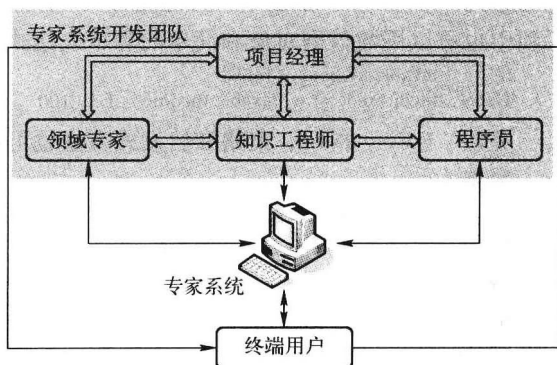 专家系统开发团队
项目经理
领域专家
知识工程师
程序员
专家系统
终端用户